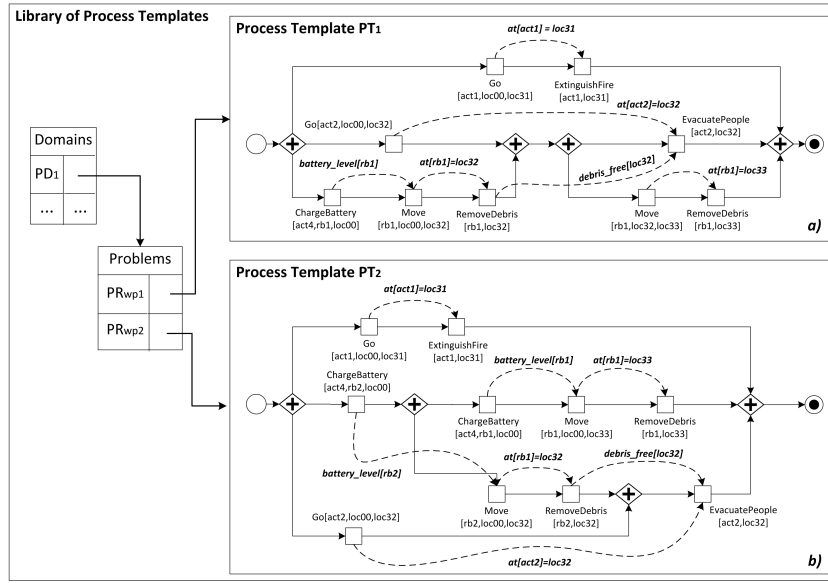 Library of Process Templates
Domains
PD1
... ...
Problems
PRwp1
PRwp2
Process Template PT1
at[act1] = loc31
Go
[act1,loc00,loc31]
ExtinguishFire
[act1,loc31]
at[act2]=loc32
Go[act2,loc00,loc32]
EvacuatePeople
[act2,loc32]
battery_level[rb1]
at[rb1]=loc32
debris_free[loc32]
at[rb1]=loc33
ChargeBattery
[act4,rb1,loc00]
Move
[rb1,loc00,loc32]
RemoveDebris
[rb1,loc32]
Move
[rb1,loc32,loc33]
RemoveDebris
[rb1,loc33]
a)
Process Template PT2
at[act1]=loc31
Go
[act1,loc00,loc31]
ExtinguishFire
[act1,loc31]
ChargeBattery
[act4,rb2,loc00]
battery_level[rb1]
at[rb1]=loc33
ChargeBattery
[act4,rb1,loc00]
Move
[rb1,loc00,loc33]
RemoveDebris
[rb1,loc33]
battery_level[rb2]
at[rb1]=loc32
debris_free[loc32]
Move
[rb2,loc00,loc32]
RemoveDebris
[rb2,loc32]
EvacuatePeople
[act2,loc32]
Go[act2,loc00,loc32]
at[act2]=loc32
b)